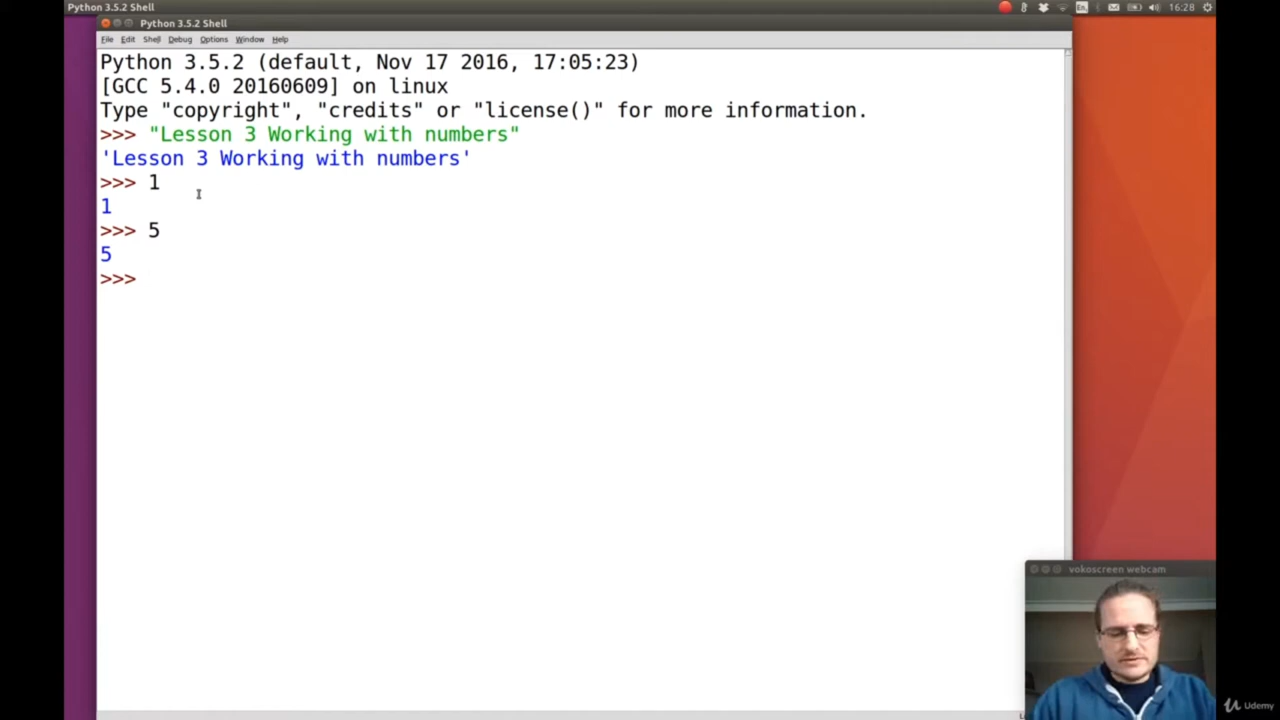 Python 3.5.2 Shell
En
16:28
Python 3.5.2 Shell
File Edit Shell Debug Options Window Help
Python 3.5.2 (default, Nov 17 2016, 17:05:23)
[GCC 5.4.0 20160609] on linux
Type "copyright", "credits" or "license()" for more information.
>>> "Lesson 3 Working with numbers"
'Lesson 3 Working with numbers'
>>> 1
1
>>> 5
5
>>>
vokoscreen webcam
Udemy